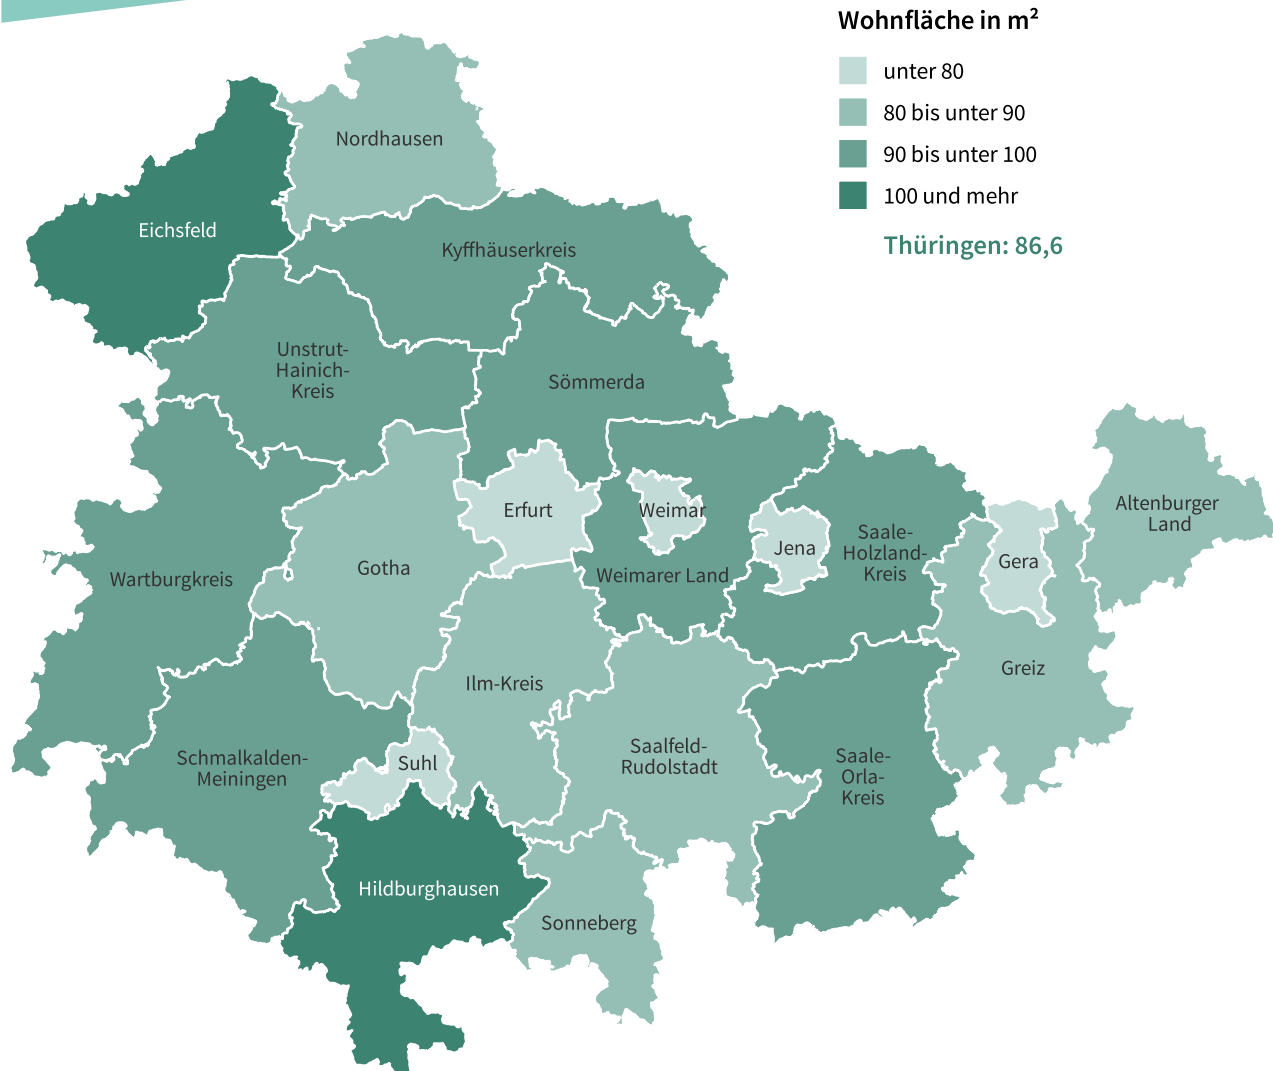 Wohnfläche in m²
unter 80
80 bis unter 90
90 bis unter 100
100 und mehr
Thüringen: 86,6
Nordhausen
Eichsfeld
Kyffhäuserkreis
Unstrut-
Hainich-
Kreis
Sömmerda
Erfurt
Weimar
Jena
Saale-
Holzland-
Kreis
Gera
Altenburger
Land
Wartburgkreis
Gotha
Weimarer Land
Ilm-Kreis
Greiz
Schmalkalden-
Meiningen
Suhl
Saalfeld-
Rudolstadt
Saale-
Orla-
Kreis
Hildburghausen
Sonneberg